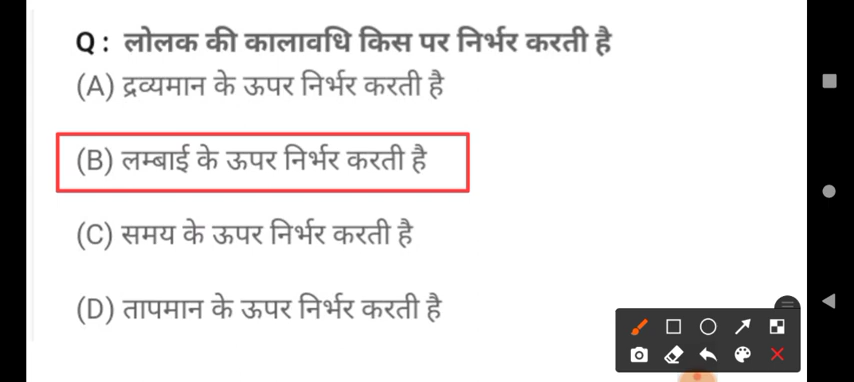 Q : लोलक की कालावधि किस पर निर्भर करती है
(A) द्रव्यमान के ऊपर निर्भर करती है
(B) लम्बाई के ऊपर निर्भर करती है
(C) समय के ऊपर निर्भर करती है
(D) तापमान के ऊपर निर्भर करती है